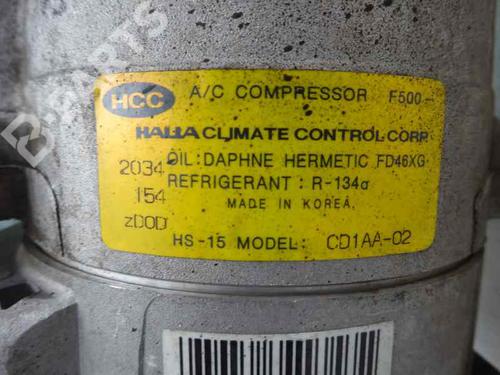 HCC A/C COMPRESSOR F500-
HALLA CLIMATE CONTROL CORP
2034 OIL: DAPHNE HERMETIC FD46XG
154 REFRIGERANT : R-134a
MADE IN KOREA.
zDOD
HS-15 MODEL: CD1AA-02
B-PARTS